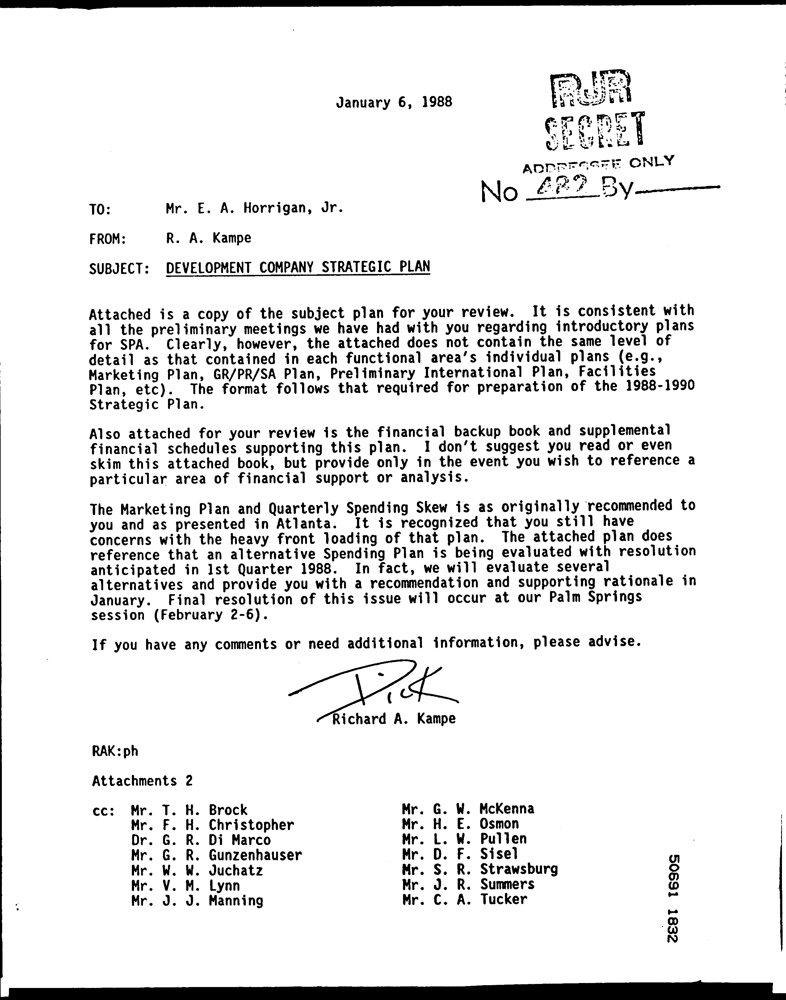 January 6, 1988
RJR
SECRET
ADDRESSEE ONLY
No 482 By
TO: Mr. E. A. Horrigan, Jr.
FROM: R. A. Kampe
SUBJECT: DEVELOPMENT COMPANY STRATEGIC PLAN
Attached is a copy of the subject plan for your review. It is consistent with
all the preliminary meetings we have had with you regarding introductory plans
for SPA. Clearly, however, the attached does not contain the same level of
detail as that contained in each functional area's individual plans (e.g.,
Marketing Plan, GR/PR/SA Plan, Preliminary International Plan, Facilities
Plan, etc). The format follows that required for preparation of the 1988-1990
Strategic Plan.
Also attached for your review is the financial backup book and supplemental
financial schedules supporting this plan. I don't suggest you read or even
skim this attached book, but provide only in the event you wish to reference a
particular area of financial support or analysis.
The Marketing Plan and Quarterly Spending Skew is as originally recommended to
you and as presented in Atlanta. It is recognized that you still have
concerns with the heavy front loading of that plan. The attached plan does
reference that an alternative Spending Plan is being evaluated with resolution
anticipated in 1st Quarter 1988. In fact, we will evaluate several
alternatives and provide you with a recommendation and supporting rationale in
January. Final resolution of this issue will occur at our Palm Springs
session (February 2-6).
If you have any comments or need additional information, please advise.
Dick
Richard A. Kampe
RAK:ph
Attachments 2
cc: Mr. T. H. Brock
Mr. F. H. Christopher
Dr. G. R. Di Marco
Mr. G. R. Gunzenhauser
Mr. W. W. Juchatz
Mr. V. M. Lynn
Mr. J. J. Manning
Mr. G. W. McKenna
Mr. H. E. Osmon
Mr. L. W. Pullen
Mr. D. F. Sisel
Mr. S. R. Strawsburg
Mr. J. R. Summers
Mr. C. A. Tucker
50691 1832